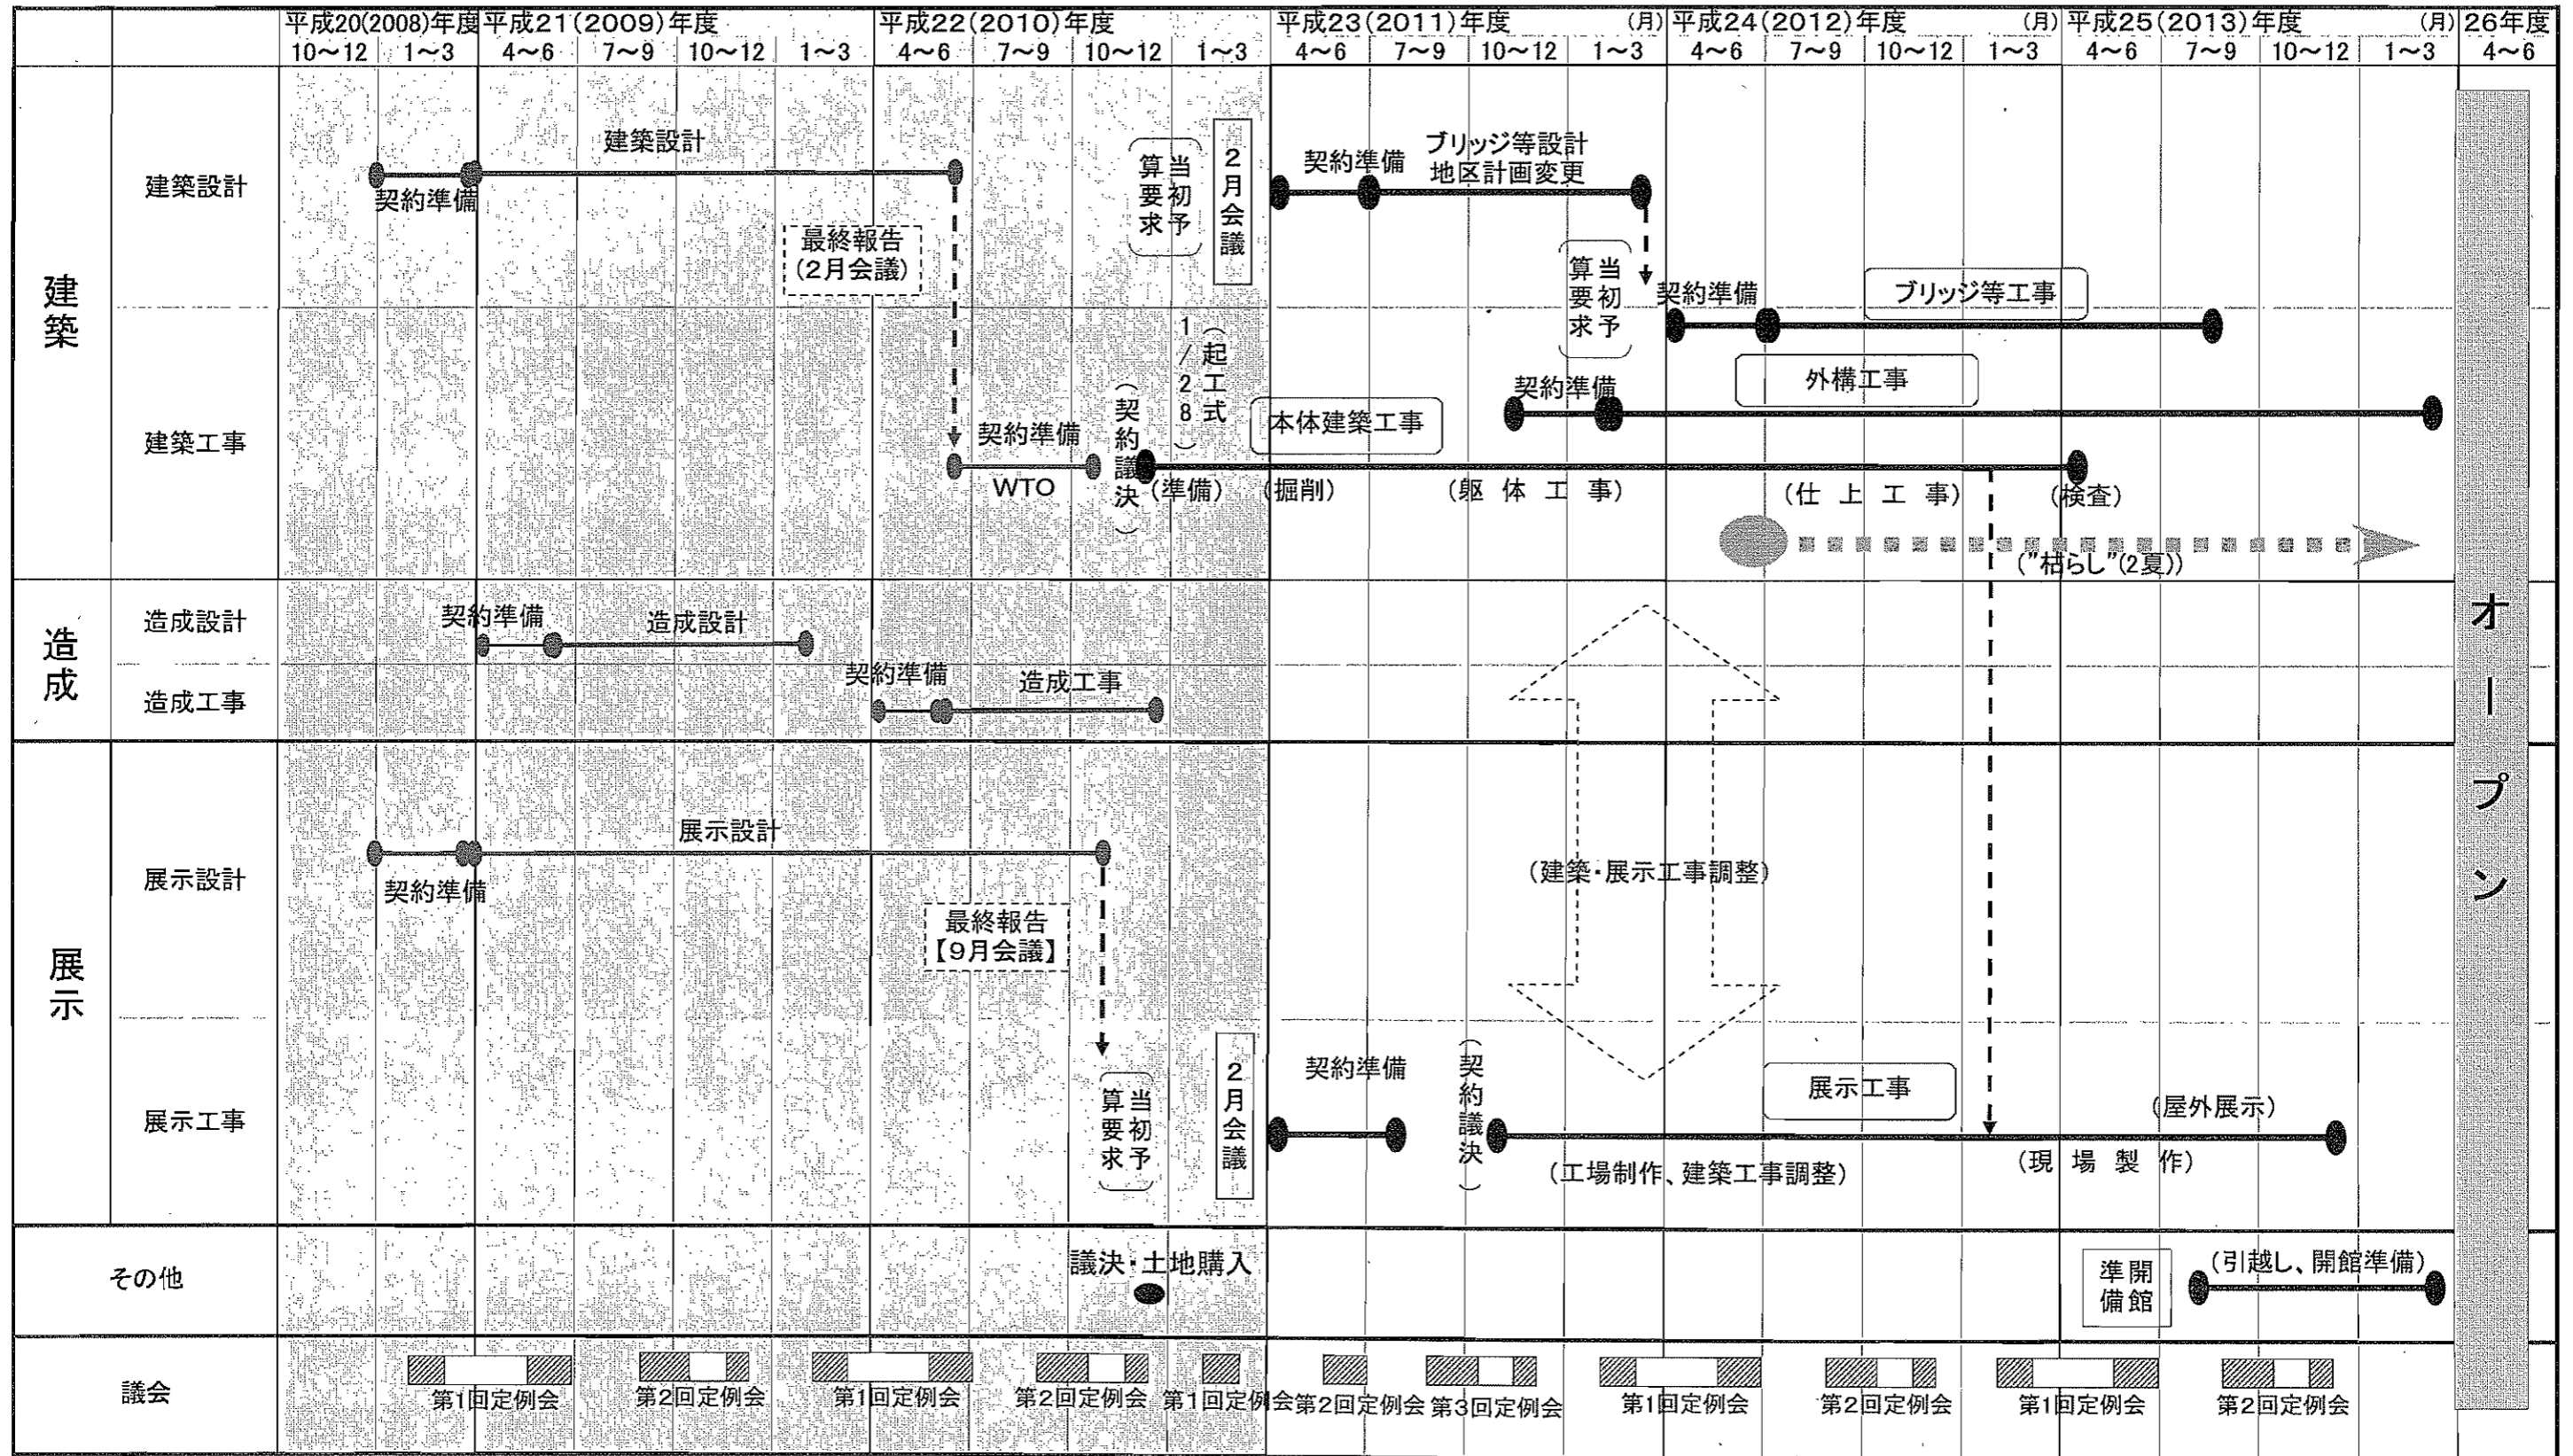 平成20(2008)年度 平成21(2009)年度 平成22(2010)年度 平成23(2011)年度 (月) 平成24(2012)年度 (月) 平成25(2013)年度 (月) 26年度
10～12 1～3 4～6 7～9 10～12 1～3 4～6 7～9 10～12 1～3 4～6 7～9 10～12 1～3 4～6 7～9 10～12 1～3 4～6 7～9 10～12 1～3 4～6
建築
建築設計
契約準備
建築設計
最終報告
(2月会議)
当初予算要求
2月会議
契約準備
ブリッジ等設計
地区計画変更
当初予算要求
建築工事
契約準備
ブリッジ等工事
契約準備
外構工事
(起工式 1/28)
本体建築工事
契約準備
WTO
(契約議決)
(準備)
(掘削)
(躯体工事)
(仕上工事)
(検査)
("枯らし"(2夏))
造成
造成設計
契約準備
造成設計
造成工事
契約準備
造成工事
展示
展示設計
契約準備
展示設計
最終報告
【9月会議】
(建築・展示工事調整)
展示工事
当初予算要求
2月会議
契約準備
(契約議決)
展示工事
(工場制作、建築工事調整)
(現場製作)
(屋外展示)
その他
議決・土地購入
開館準備
(引越し、開館準備)
議会
第1回定例会 第2回定例会 第1回定例会 第2回定例会 第1回定例会 第2回定例会 第3回定例会 第1回定例会 第2回定例会 第1回定例会 第2回定例会
オープン